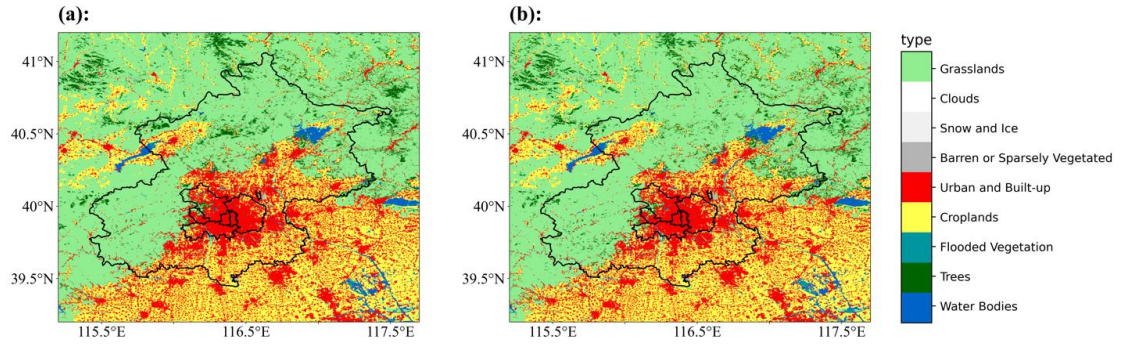 (a):
(b):
41°N
40.5°N
40°N
39.5°N
115.5°E
116.5°E
117.5°E
41°N
40.5°N
40°N
39.5°N
115.5°E
116.5°E
117.5°E
type
Grasslands
Clouds
Snow and Ice
Barren or Sparsely Vegetated
Urban and Built-up
Croplands
Flooded Vegetation
Trees
Water Bodies